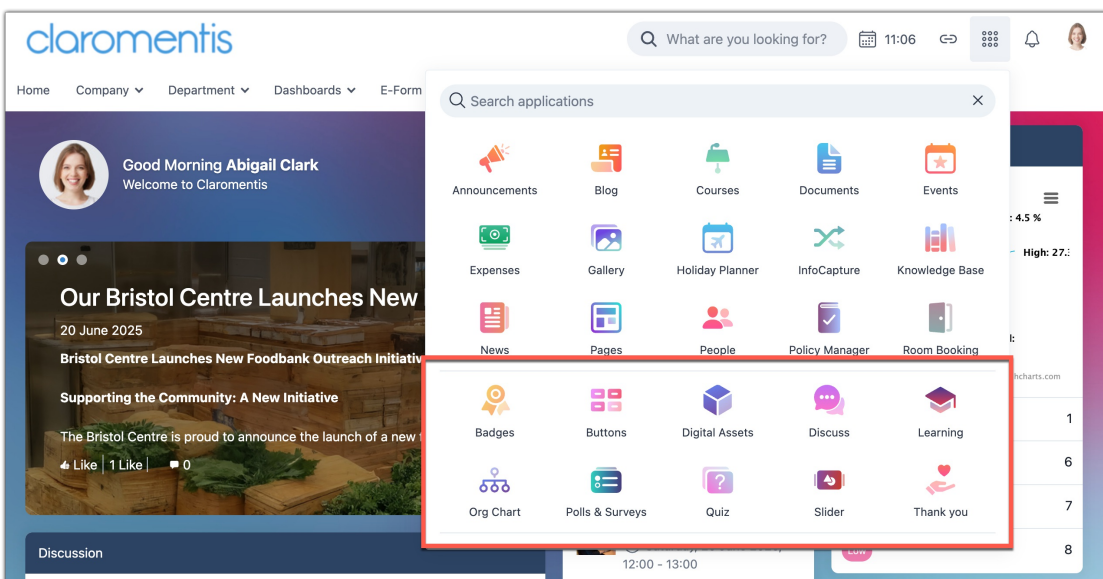 claromentis
What are you looking for?
11:06
Home Company Department Dashboards E-Form
Search applications
Good Morning Abigail Clark
Welcome to Claromentis
Announcements Blog Courses Documents Events
Expenses Gallery Holiday Planner InfoCapture Knowledge Base
News Pages People Policy Manager Room Booking
Badges Buttons Digital Assets Discuss Learning
Org Chart Polls & Surveys Quiz Slider Thank you
Our Bristol Centre Launches New
20 June 2025
Bristol Centre Launches New Foodbank Outreach Initiativ
Supporting the Community: A New Initiative
The Bristol Centre is proud to announce the launch of a new f
Like 1 Like 0
Discussion
12:00 - 13:00
: 4.5 %
High: 27.
hcharts.com
1
6
7
Low
8